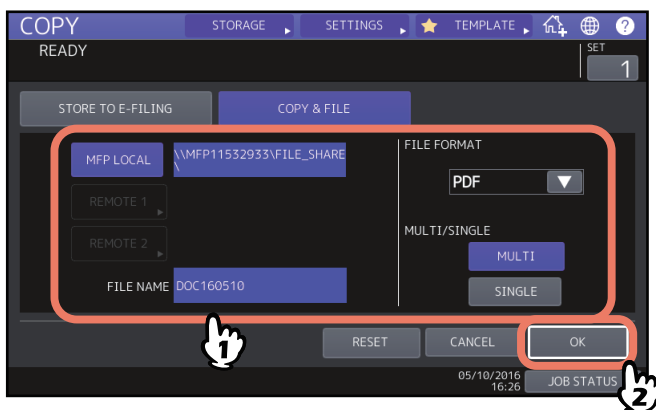 COPY
STORAGE
SETTINGS
TEMPLATE
?
READY
SET
1
STORE TO E-FILING
COPY & FILE
MFP LOCAL
\\MFP11532933\FILE_SHARE
\
REMOTE 1
REMOTE 2
FILE NAME
DOC160510
FILE FORMAT
PDF
MULTI/SINGLE
MULTI
SINGLE
RESET
CANCEL
OK
05/10/2016
16:26
JOB STATUS
1
2